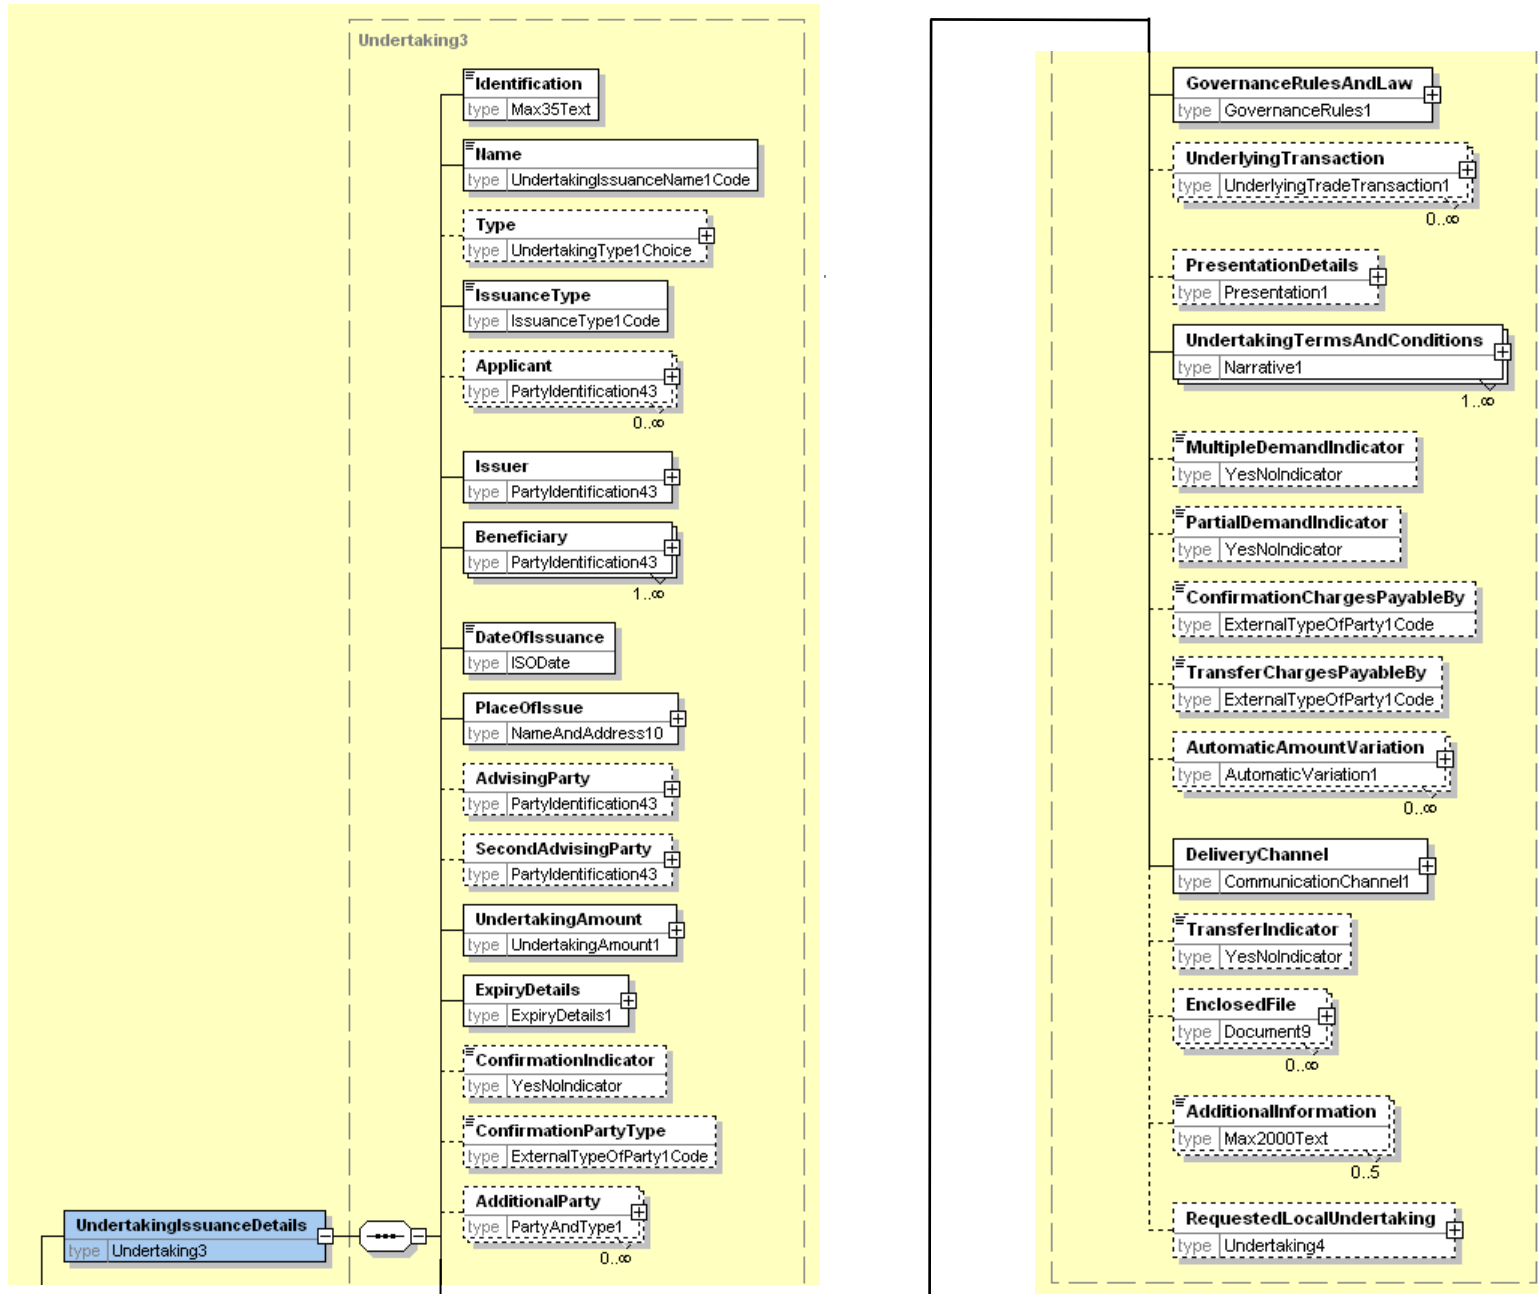 Undertaking3
Identification
type Max35Text
Name
type UndertakingIssuanceName1Code
Type
type UndertakingType1Choice
IssuanceType
type IssuanceType1Code
Applicant
type PartyIdentification43
0..∞
Issuer
type PartyIdentification43
Beneficiary
type PartyIdentification43
1..∞
DateOfIssuance
type ISODate
PlaceOfIssue
type NameAndAddress10
AdvisingParty
type PartyIdentification43
SecondAdvisingParty
type PartyIdentification43
UndertakingAmount
type UndertakingAmount1
ExpiryDetails
type ExpiryDetails1
ConfirmationIndicator
type YesNoIndicator
ConfirmationPartyType
type ExternalTypeOfParty1Code
AdditionalParty
type PartyAndType1
0..∞
UndertakingIssuanceDetails
type Undertaking3
GovernanceRulesAndLaw
type GovernanceRules1
UnderlyingTransaction
type UnderlyingTradeTransaction1
0..∞
PresentationDetails
type Presentation1
UndertakingTermsAndConditions
type Narrative1
1..∞
MultipleDemandIndicator
type YesNoIndicator
PartialDemandIndicator
type YesNoIndicator
ConfirmationChargesPayableBy
type ExternalTypeOfParty1Code
TransferChargesPayableBy
type ExternalTypeOfParty1Code
AutomaticAmountVariation
type AutomaticVariation1
0..∞
DeliveryChannel
type CommunicationChannel1
TransferIndicator
type YesNoIndicator
EnclosedFile
type Document9
0..∞
AdditionalInformation
type Max2000Text
0..5
RequestedLocalUndertaking
type Undertaking4